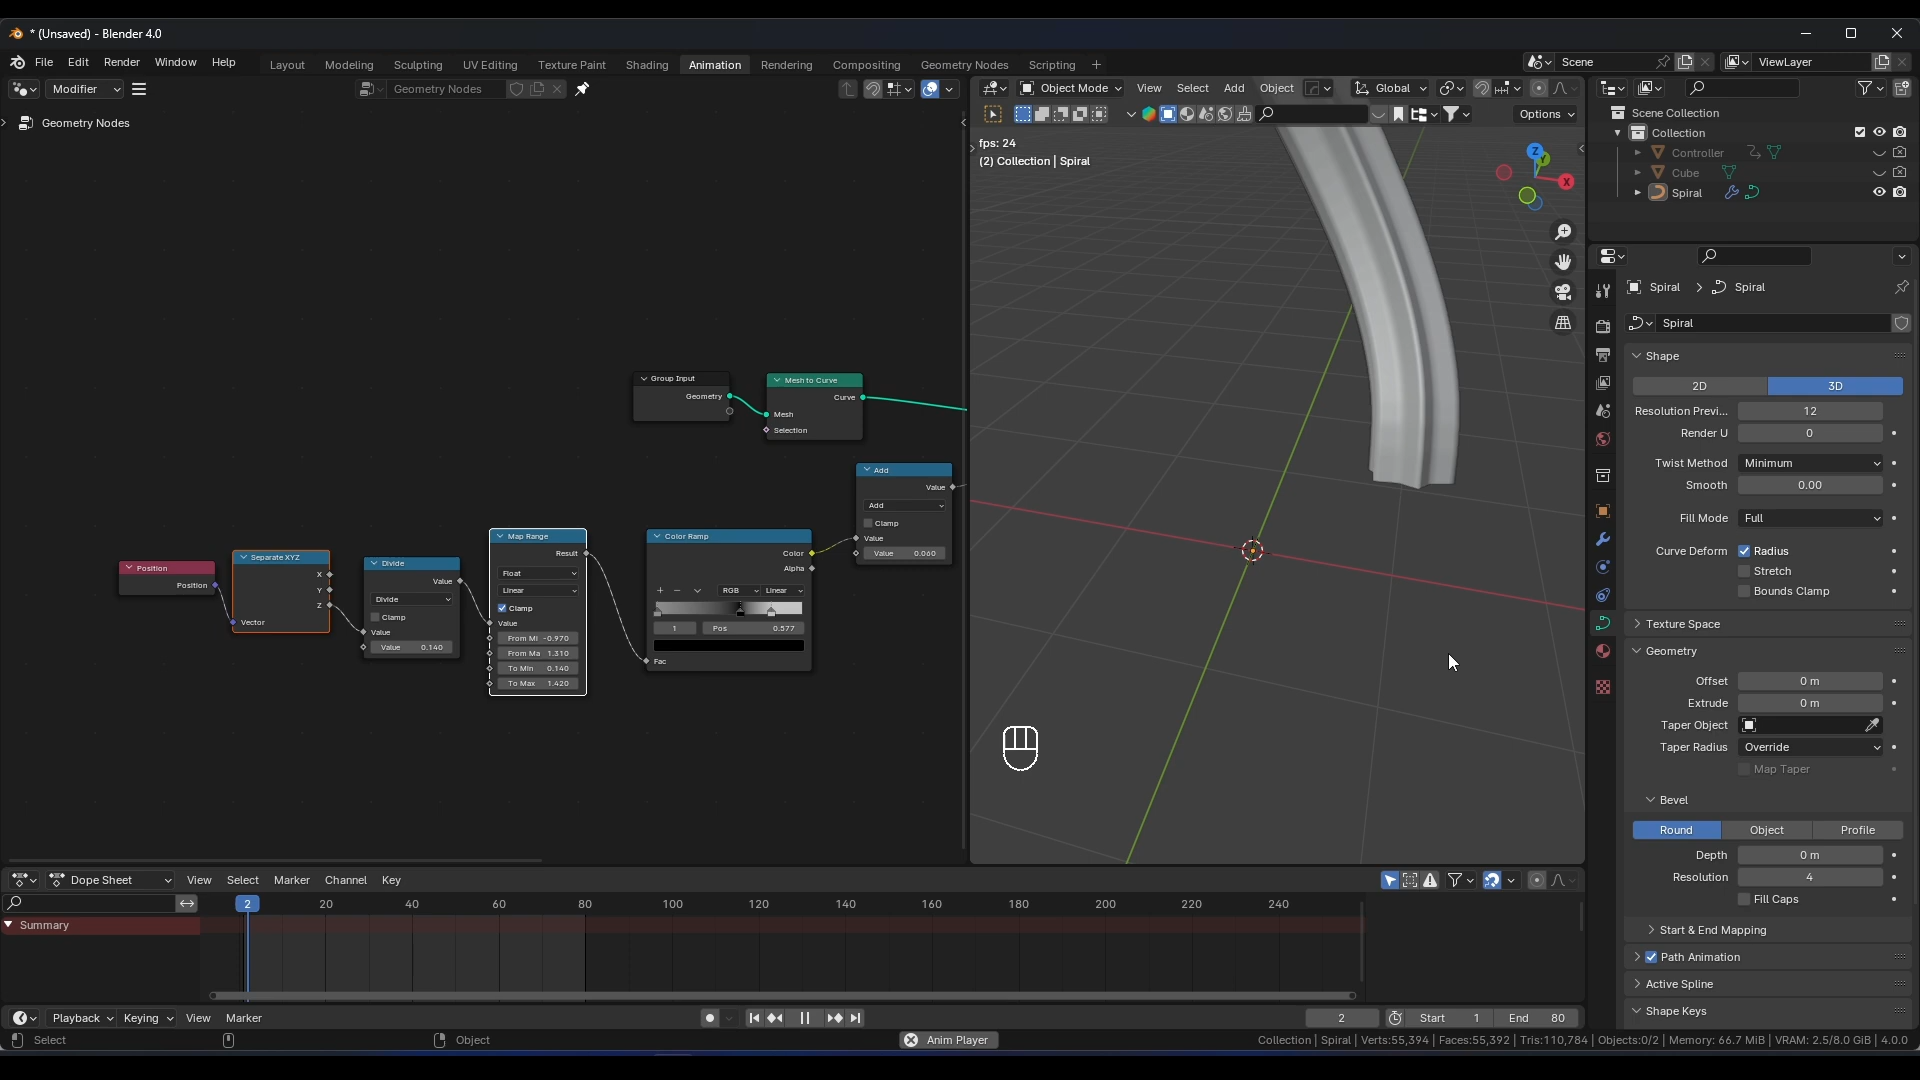 * (Unsaved) - Blender 4.0
File Edit Render Window Help
Layout Modeling Sculpting UV Editing Texture Paint Shading Animation Rendering Compositing Geometry Nodes Scripting +
Scene
ViewLayer
Modifier
Geometry Nodes
Geometry Nodes
Object Mode View Select Add Object
Global
Options
fps: 24
(2) Collection | Spiral
Z
Y
X
Group Input
Geometry
Mesh to Curve
Curve
Mesh
Selection
Add
Value
Add
Clamp
Value
Value 0.060
Position
Position
Separate XYZ
X
Y
Z
Vector
Divide
Value
Divide
Clamp
Value
Value 0.140
Map Range
Result
Float
Linear
Clamp
Value
From Mi -0.970
From Ma 1.310
To Min 0.140
To Max 1.420
Color Ramp
Color
Alpha
RGB Linear
1 Pos 0.577
Fac
Scene Collection
Collection
Controller
Cube
Spiral
Spiral > Spiral
Spiral
Shape
2D 3D
Resolution Previ... 12
Render U 0
Twist Method Minimum
Smooth 0.00
Fill Mode Full
Curve Deform Radius
Stretch
Bounds Clamp
Texture Space
Geometry
Offset 0 m
Extrude 0 m
Taper Object
Taper Radius Override
Map Taper
Bevel
Round Object Profile
Depth 0 m
Resolution 4
Fill Caps
Start & End Mapping
Path Animation
Active Spline
Shape Keys
Dope Sheet View Select Marker Channel Key
2 20 40 60 80 100 120 140 160 180 200 220 240
Summary
Playback Keying View Marker
2 Start 1 End 80
Select
Object
Anim Player
Collection | Spiral | Verts:55,394 | Faces:55,392 | Tris:110,784 | Objects:0/2 | Memory: 66.7 MiB | VRAM: 2.5/8.0 GiB | 4.0.0